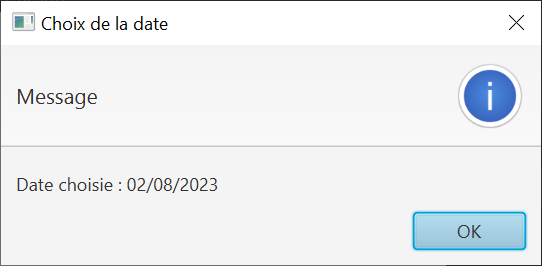 Choix de la date
Message
Date choisie : 02/08/2023
OK